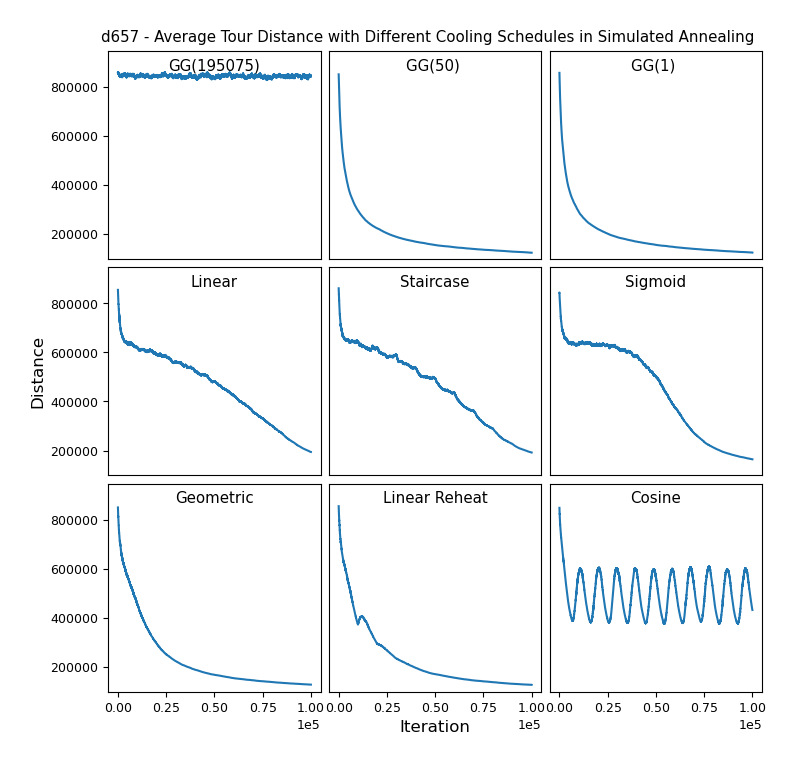 d657 - Average Tour Distance with Different Cooling Schedules in Simulated Annealing
GG(195075) GG(50) GG(1)
800000
600000
400000
200000
Linear Staircase Sigmoid
800000
600000
400000
200000
Distance
Geometric Linear Reheat Cosine
800000
600000
400000
200000
0.00 0.25 0.50 0.75 1.00 0.00 0.25 0.50 0.75 1.00 0.00 0.25 0.50 0.75 1.00
1e5 1e5 1e5
Iteration